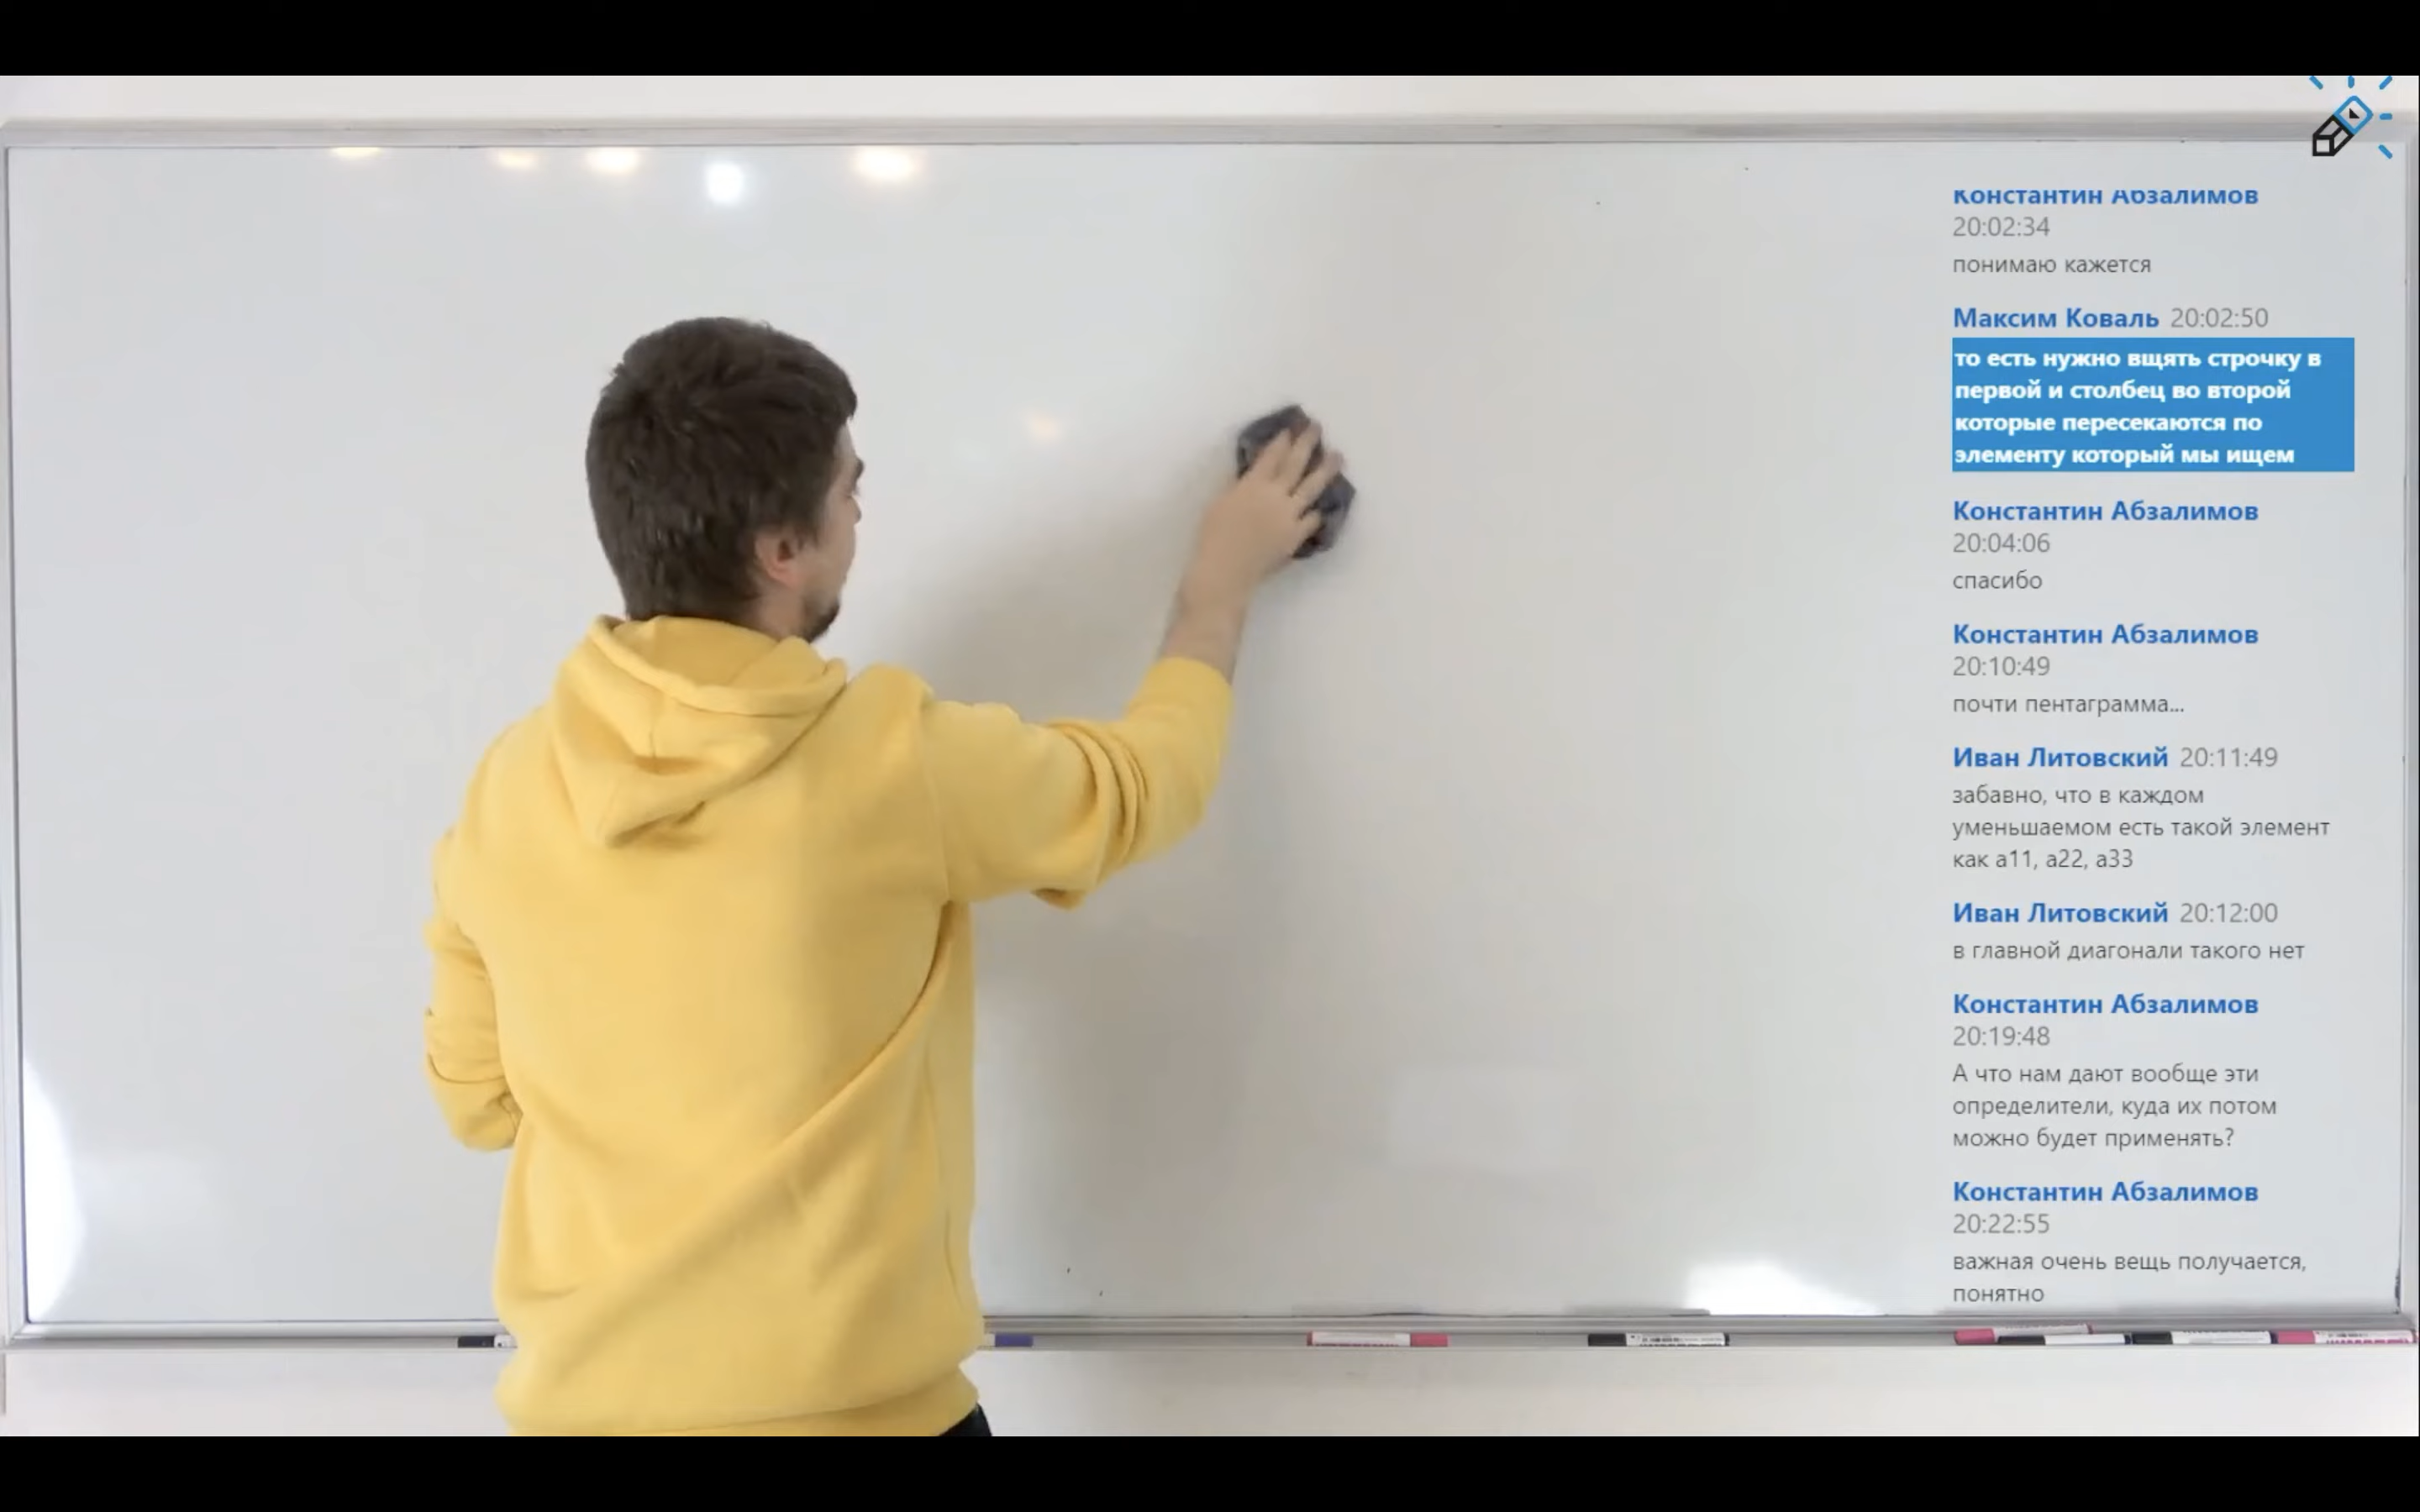 Константин Абзалимов
20:02:34
понимаю кажется
Максим Коваль 20:02:50
то есть нужно вщять строчку в
первой и столбец во второй
которые пересекаются по
элементу который мы ищем
Константин Абзалимов
20:04:06
спасибо
Константин Абзалимов
20:10:49
почти пентаграмма...
Иван Литовский 20:11:49
забавно, что в каждом
уменьшаемом есть такой элемент
как а11, а22, а33
Иван Литовский 20:12:00
в главной диагонали такого нет
Константин Абзалимов
20:19:48
А что нам дают вообще эти
определители, куда их потом
можно будет применять?
Константин Абзалимов
20:22:55
важная очень вещь получается,
понятно